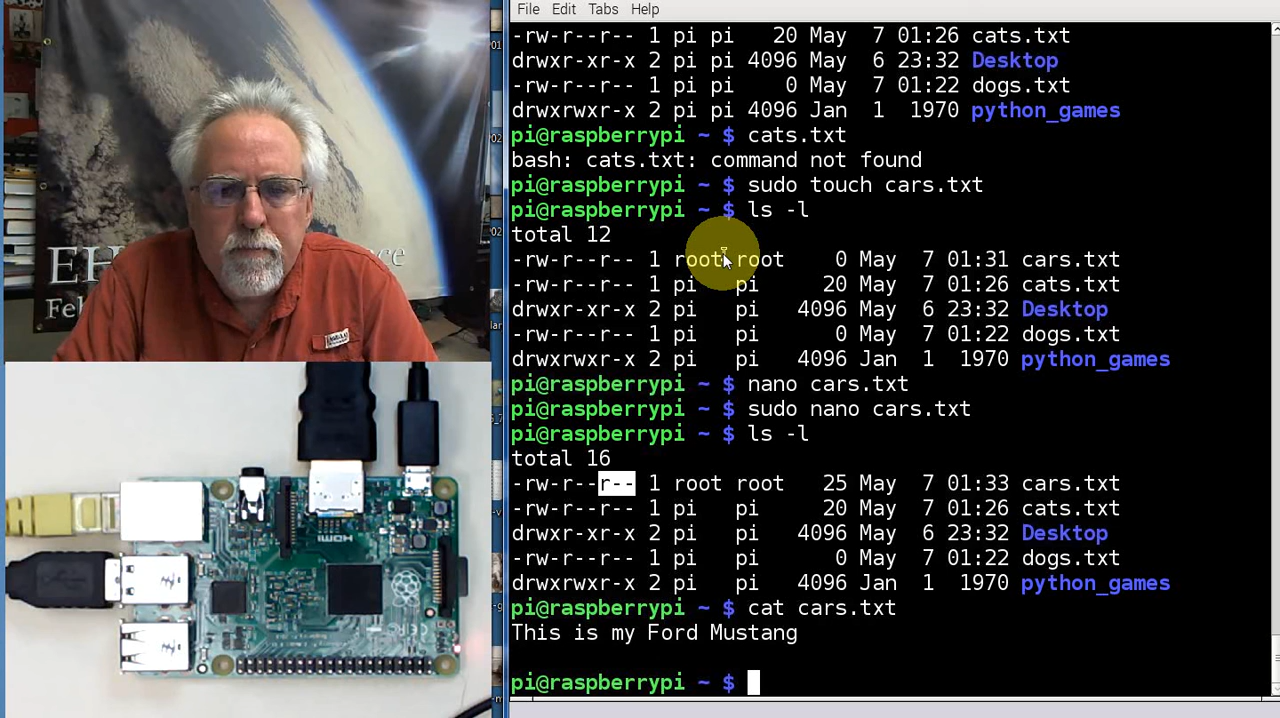 File Edit Tabs Help
-rw-r--r-- 1 pi pi   20 May  7 01:26 cats.txt
drwxr-xr-x 2 pi pi 4096 May  6 23:32 Desktop
-rw-r--r-- 1 pi pi    0 May  7 01:22 dogs.txt
drwxrwxr-x 2 pi pi 4096 Jan  1  1970 python_games
pi@raspberrypi ~ $ cats.txt
bash: cats.txt: command not found
pi@raspberrypi ~ $ sudo touch cars.txt
pi@raspberrypi ~ $ ls -l
total 12
-rw-r--r-- 1 root root    0 May  7 01:31 cars.txt
-rw-r--r-- 1 pi   pi     20 May  7 01:26 cats.txt
drwxr-xr-x 2 pi   pi   4096 May  6 23:32 Desktop
-rw-r--r-- 1 pi   pi      0 May  7 01:22 dogs.txt
drwxrwxr-x 2 pi   pi   4096 Jan  1  1970 python_games
pi@raspberrypi ~ $ nano cars.txt
pi@raspberrypi ~ $ sudo nano cars.txt
pi@raspberrypi ~ $ ls -l
total 16
-rw-r--r-- 1 root root   25 May  7 01:33 cars.txt
-rw-r--r-- 1 pi   pi     20 May  7 01:26 cats.txt
drwxr-xr-x 2 pi   pi   4096 May  6 23:32 Desktop
-rw-r--r-- 1 pi   pi      0 May  7 01:22 dogs.txt
drwxrwxr-x 2 pi   pi   4096 Jan  1  1970 python_games
pi@raspberrypi ~ $ cat cars.txt
This is my Ford Mustang
pi@raspberrypi ~ $
HDMI